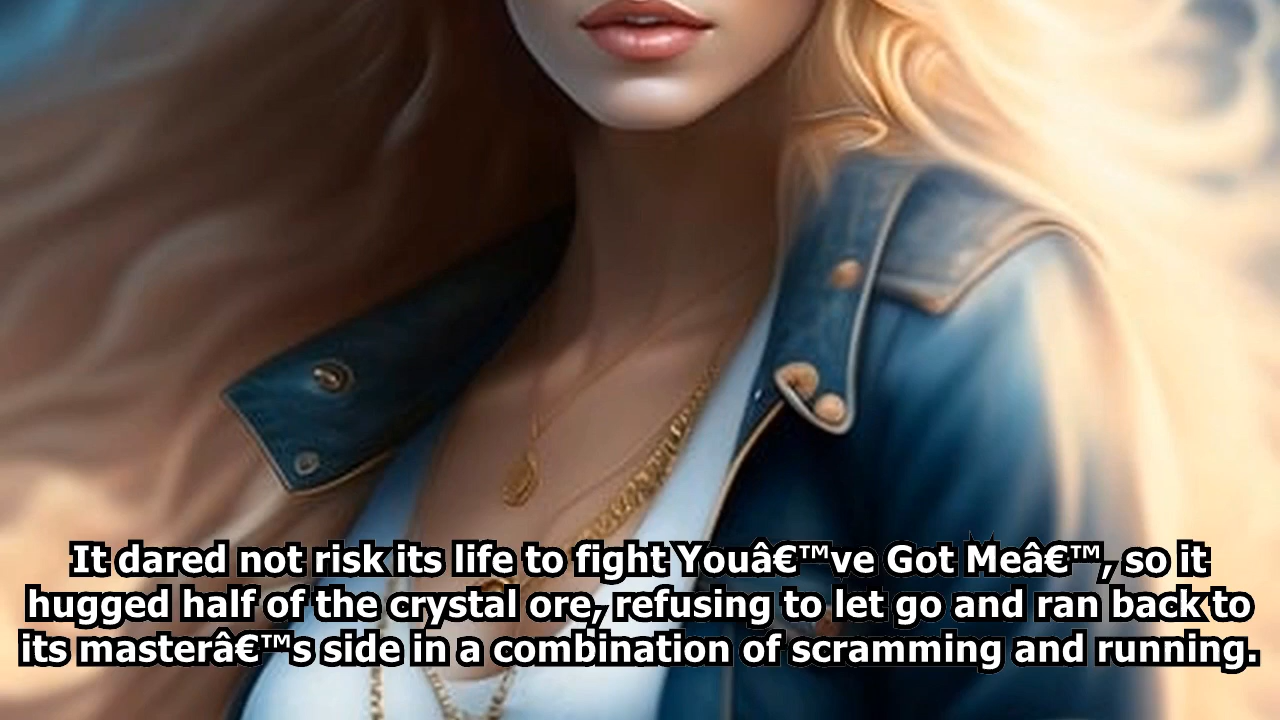 It dared not risk its life to fight Youâ€™ve Got Meâ€™, so it
hugged half of the crystal ore, refusing to let go and ran back to
its masterâ€™s side in a combination of scramming and running.